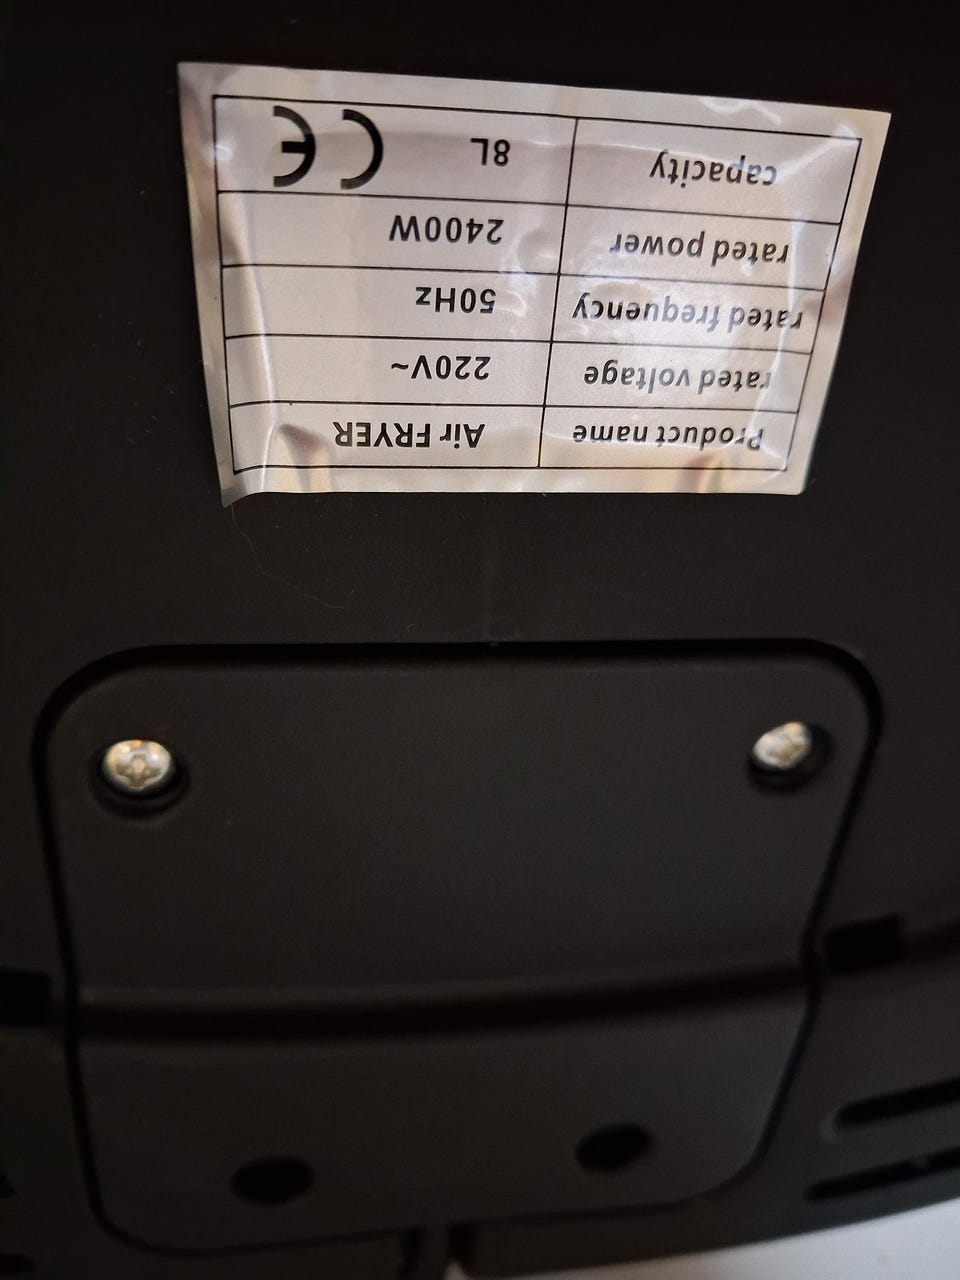 Product name Air FRYER
rated voltage 220V~
rated frequency 50Hz
rated power 2400W
capacity 8L CE